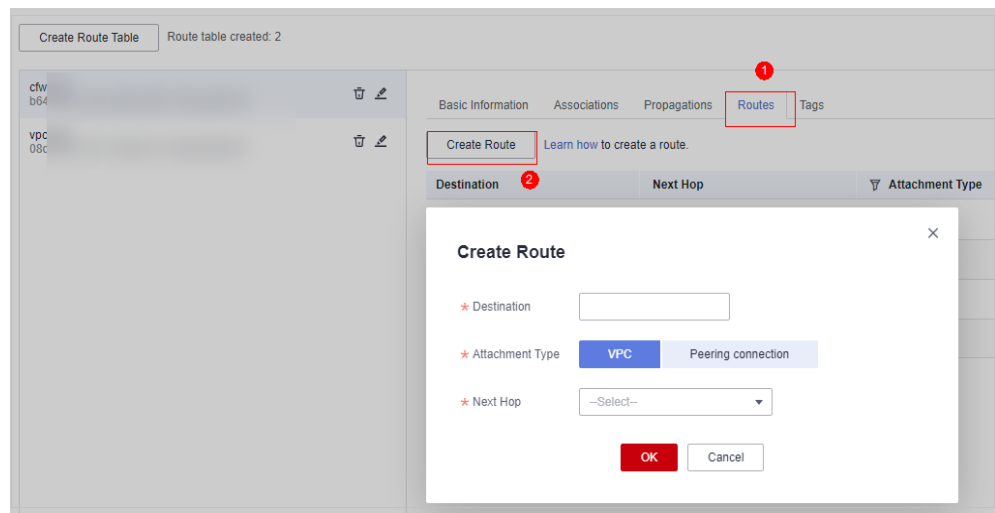 Create Route Table Route table created: 2
1
cfw
b64
Basic Information Associations Propagations Routes Tags
vpc
08c
Create Route Learn how to create a route.
Destination 2 Next Hop Attachment Type
Create Route
* Destination
* Attachment Type VPC Peering connection
* Next Hop --Select--
OK Cancel